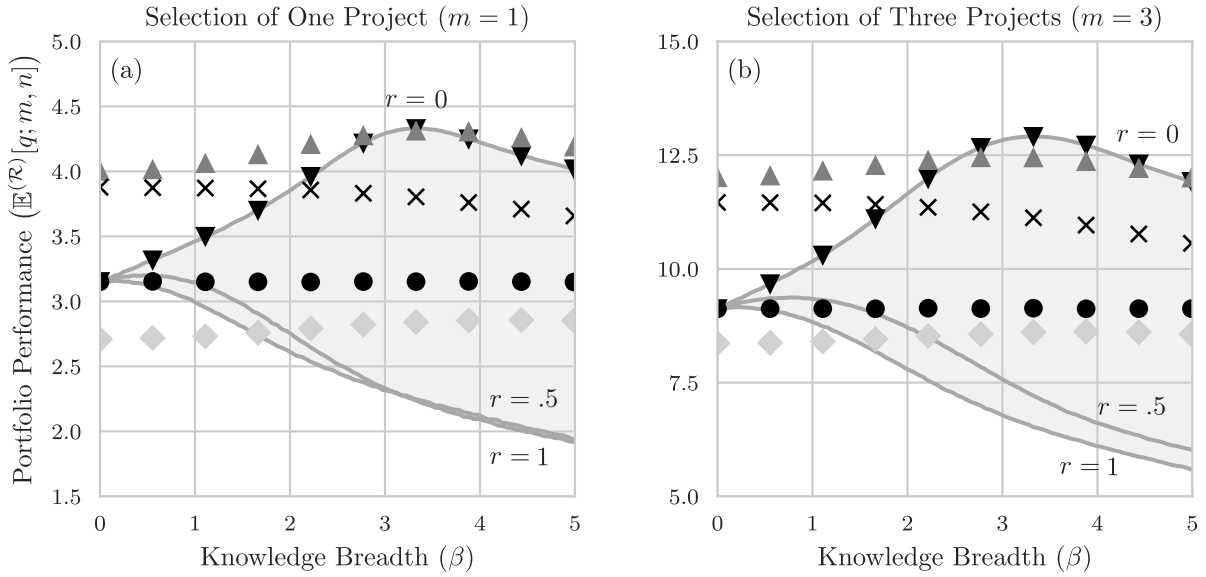 Selection of One Project (m = 1)
Portfolio Performance (𝔼^(ℛ)[q; m, n])
5.0
4.5
4.0
3.5
3.0
2.5
2.0
1.5
(a)
r = 0
r = .5
r = 1
0 1 2 3 4 5
Knowledge Breadth (β)
Selection of Three Projects (m = 3)
15.0
12.5
10.0
7.5
5.0
(b)
r = 0
r = .5
r = 1
0 1 2 3 4 5
Knowledge Breadth (β)